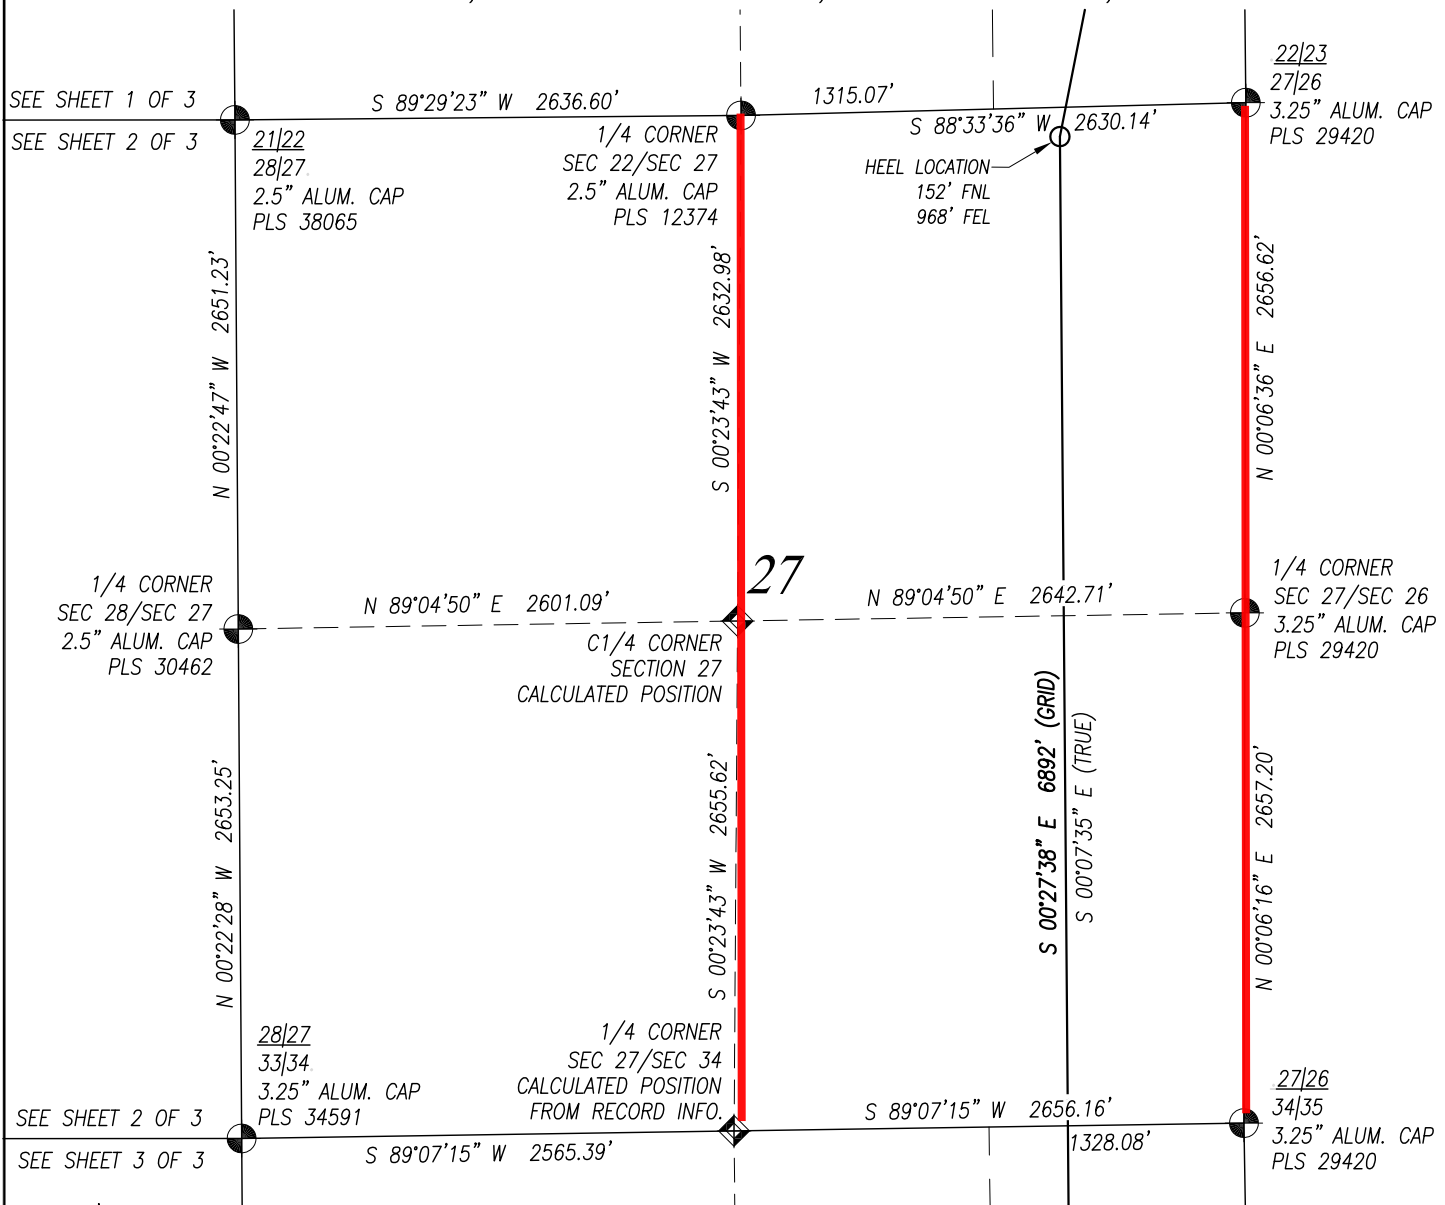 SEE SHEET 1 OF 3
SEE SHEET 2 OF 3
S 89°29'23" W 2636.60'
1315.07'
S 88°33'36" W 2630.14'
22|23
27|26
3.25" ALUM. CAP
PLS 29420
21|22
28|27
2.5" ALUM. CAP
PLS 38065
1/4 CORNER
SEC 22/SEC 27
2.5" ALUM. CAP
PLS 12374
HEEL LOCATION
152' FNL
968' FEL
N 00°22'47" W 2651.23'
S 00°23'43" W 2632.98'
N 00°06'36" E 2656.62'
27
1/4 CORNER
SEC 28/SEC 27
2.5" ALUM. CAP
PLS 30462
N 89°04'50" E 2601.09'
C1/4 CORNER
SECTION 27
CALCULATED POSITION
N 89°04'50" E 2642.71'
1/4 CORNER
SEC 27/SEC 26
3.25" ALUM. CAP
PLS 29420
N 00°22'28" W 2653.25'
S 00°23'43" W 2655.62'
S 00°27'38" E 6892' (GRID)
S 00°07'35" E (TRUE)
N 00°06'16" E 2657.20'
28|27
33|34
3.25" ALUM. CAP
PLS 34591
1/4 CORNER
SEC 27/SEC 34
CALCULATED POSITION
FROM RECORD INFO.
27|26
34|35
3.25" ALUM. CAP
PLS 29420
SEE SHEET 2 OF 3
SEE SHEET 3 OF 3
S 89°07'15" W 2565.39'
S 89°07'15" W 2656.16'
1328.08'